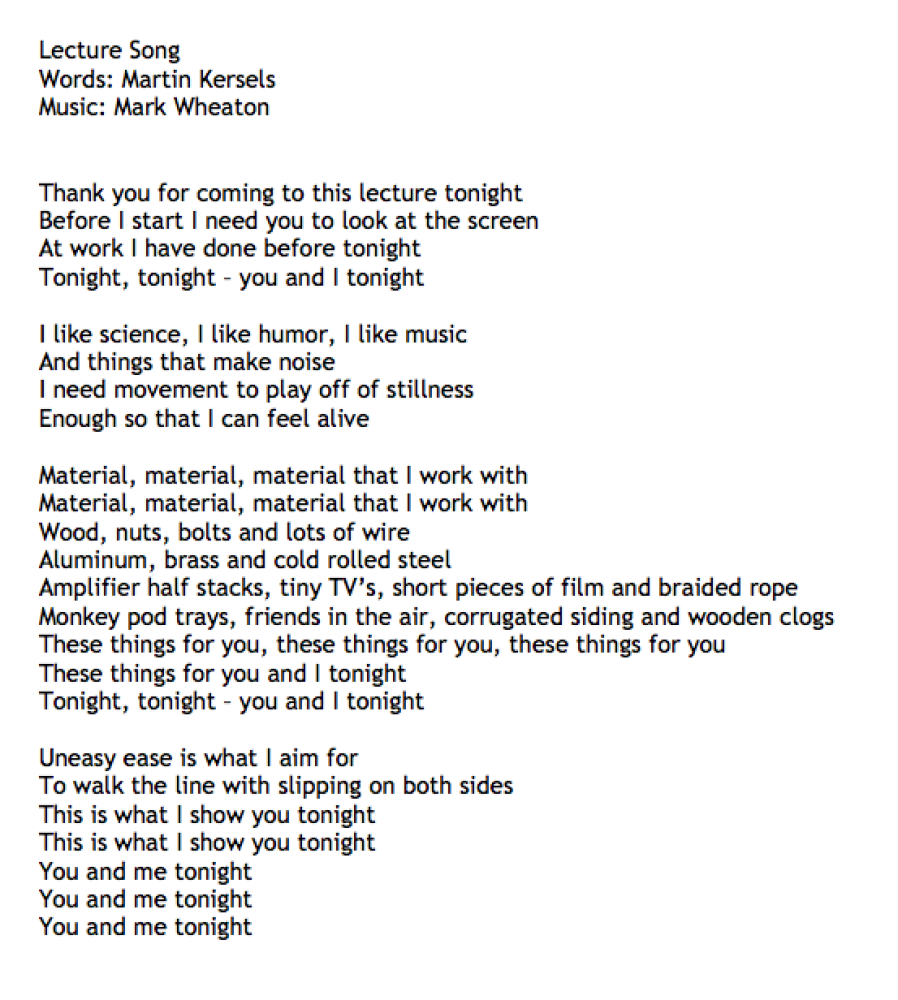 Lecture Song
Words: Martin Kersels
Music: Mark Wheaton
Thank you for coming to this lecture tonight
Before I start I need you to look at the screen
At work I have done before tonight
Tonight, tonight – you and I tonight
I like science, I like humor, I like music
And things that make noise
I need movement to play off of stillness
Enough so that I can feel alive
Material, material, material that I work with
Material, material, material that I work with
Wood, nuts, bolts and lots of wire
Aluminum, brass and cold rolled steel
Amplifier half stacks, tiny TV’s, short pieces of film and braided rope
Monkey pod trays, friends in the air, corrugated siding and wooden clogs
These things for you, these things for you, these things for you
These things for you and I tonight
Tonight, tonight – you and I tonight
Uneasy ease is what I aim for
To walk the line with slipping on both sides
This is what I show you tonight
This is what I show you tonight
You and me tonight
You and me tonight
You and me tonight